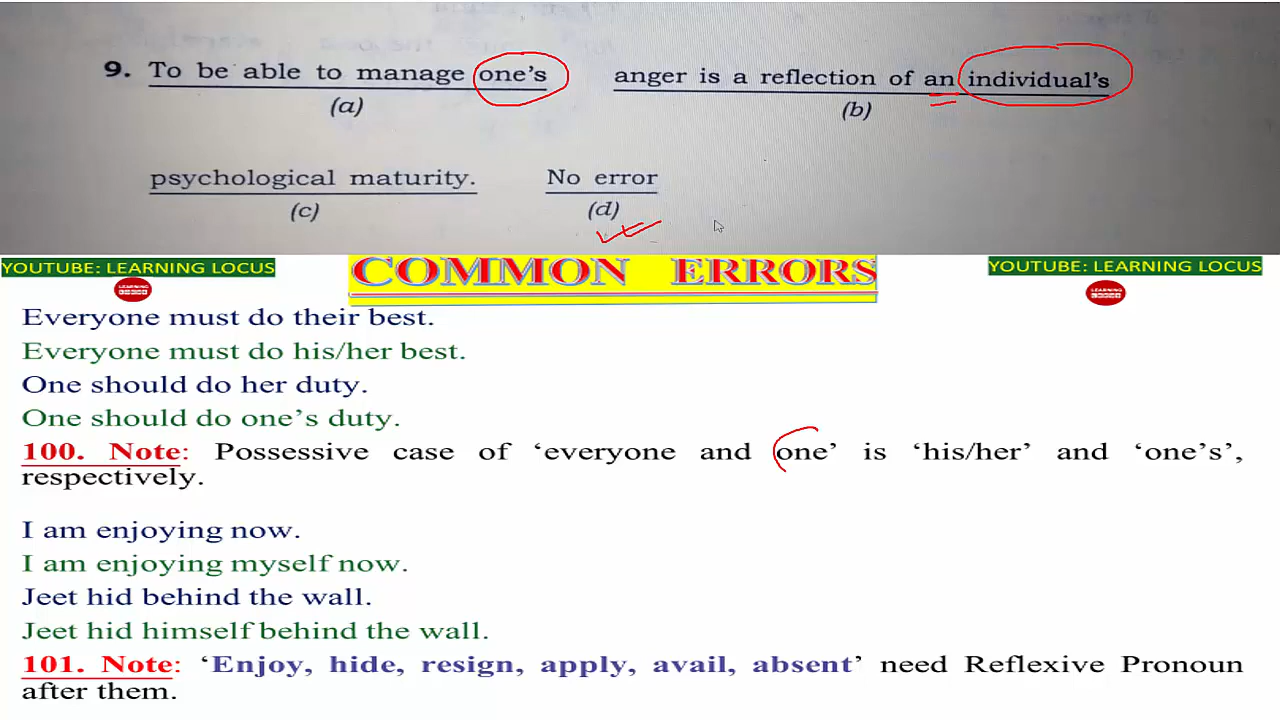 9. To be able to manage one's anger is a reflection of an individual's
(a) (b)
psychological maturity. No error
(c) (d)
YOUTUBE: LEARNING LOCUS COMMON ERRORS YOUTUBE: LEARNING LOCUS
Everyone must do their best.
Everyone must do his/her best.
One should do her duty.
One should do one's duty.
100. Note: Possessive case of 'everyone and one' is 'his/her' and 'one's',
respectively.
I am enjoying now.
I am enjoying myself now.
Jeet hid behind the wall.
Jeet hid himself behind the wall.
101. Note: 'Enjoy, hide, resign, apply, avail, absent' need Reflexive Pronoun
after them.